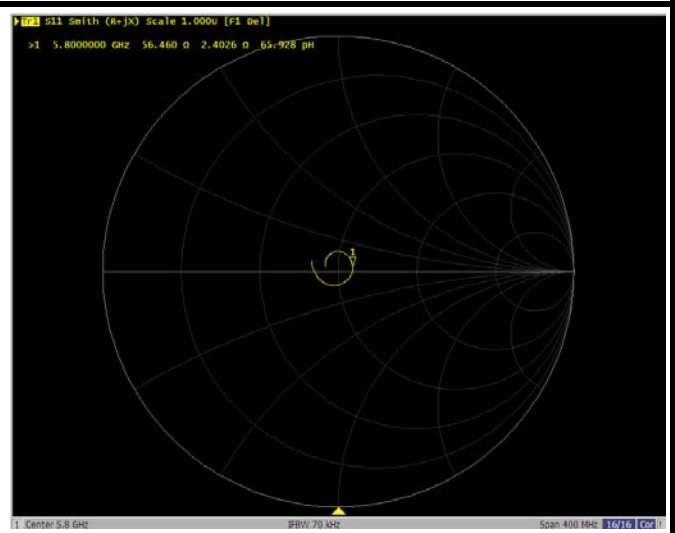 Tr1 S11 Smith (R+jX) Scale 1.000U [F1 Del]
>1 5.8000000 GHz 56.460 Ω 2.4026 Ω 65.928 pH
1
1 Center 5.8 GHz IFBW 70 kHz Span 400 MHz 16/16 Cor !